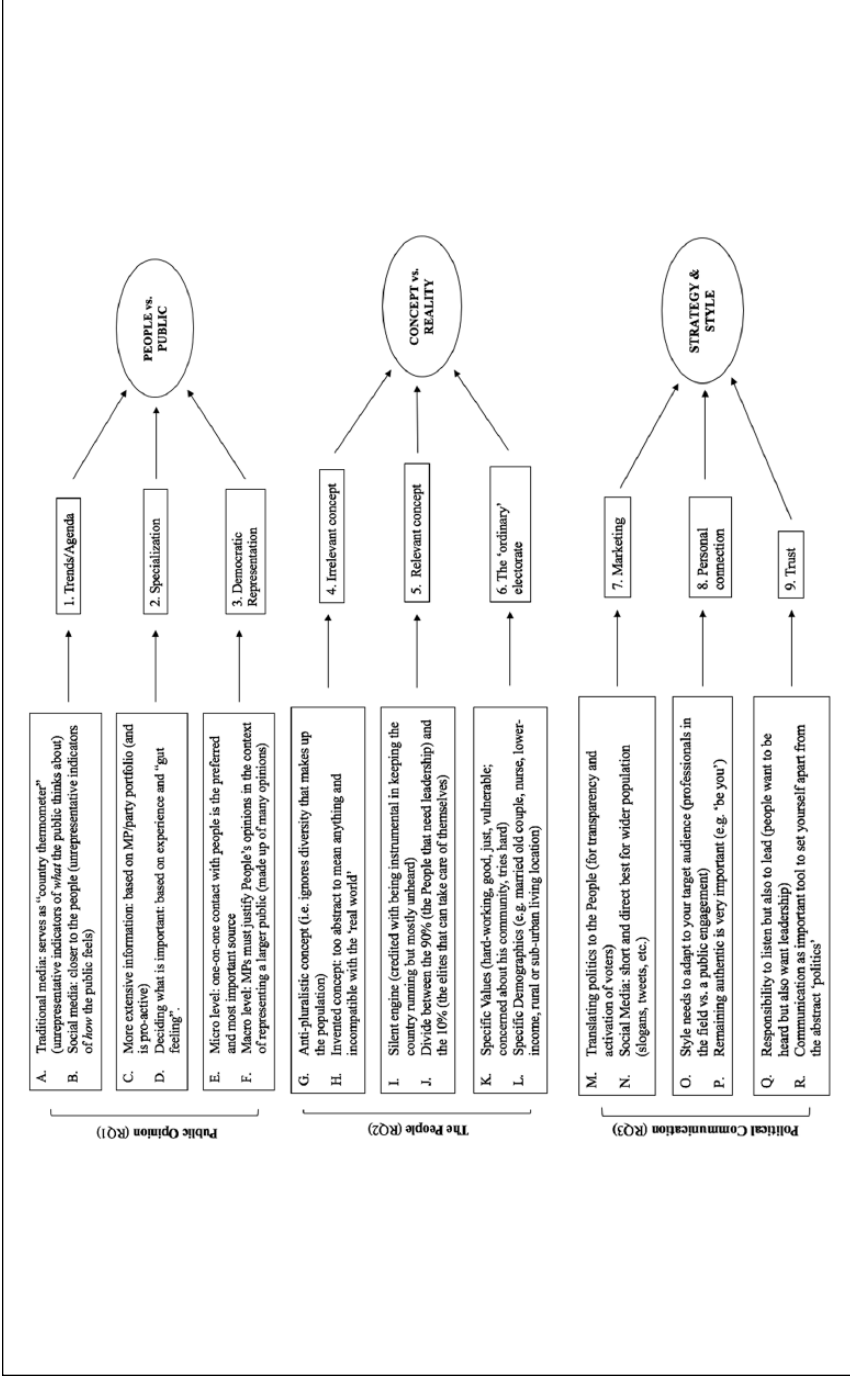 Public Opinion (RQ1)
A. Traditional media: serves as "country thermometer"
(unrepresentative indicators of what the public thinks about)
B. Social media: closer to the people (unrepresentative indicators
of how the public feels)
1. Trends/Agenda
C. More extensive information: based on MP/party portfolio (and
is pro-active)
D. Deciding what is important: based on experience and "gut
feeling".
2. Specialization
E. Micro level: one-on-one contact with people is the preferred
and most important source
F. Macro level: MPs must justify People's opinions in the context
of representing a larger public (made up of many opinions)
3. Democratic
Representation
PEOPLE vs.
PUBLIC
The People (RQ2)
G. Anti-pluralistic concept (i.e. ignores diversity that makes up
the population)
H. Invented concept: too abstract to mean anything and
incompatible with the 'real world'
4. Irrelevant concept
I. Silent engine (credited with being instrumental in keeping the
country running but mostly unheard)
J. Divide between the 90% (the People that need leadership) and
the 10% (the elites that can take care of themselves)
5. Relevant concept
K. Specific Values (hard-working, good, just, vulnerable;
concerned about his community, tries hard)
L. Specific Demographics (e.g. married old couple, nurse, lower-
income, rural or sub-urban living location)
6. The 'ordinary'
electorate
CONCEPT vs.
REALITY
Political Communication (RQ3)
M. Translating politics to the People (for transparency and
activation of voters)
N. Social Media: short and direct best for wider population
(slogans, tweets, etc.)
7. Marketing
O. Style needs to adapt to your target audience (professionals in
the field vs. a public engagement)
P. Remaining authentic is very important (e.g. 'be you')
8. Personal
connection
Q. Responsibility to listen but also to lead (people want to be
heard but also want leadership)
R. Communication as important tool to set yourself apart from
the abstract 'politics'
9. Trust
STRATEGY &
STYLE